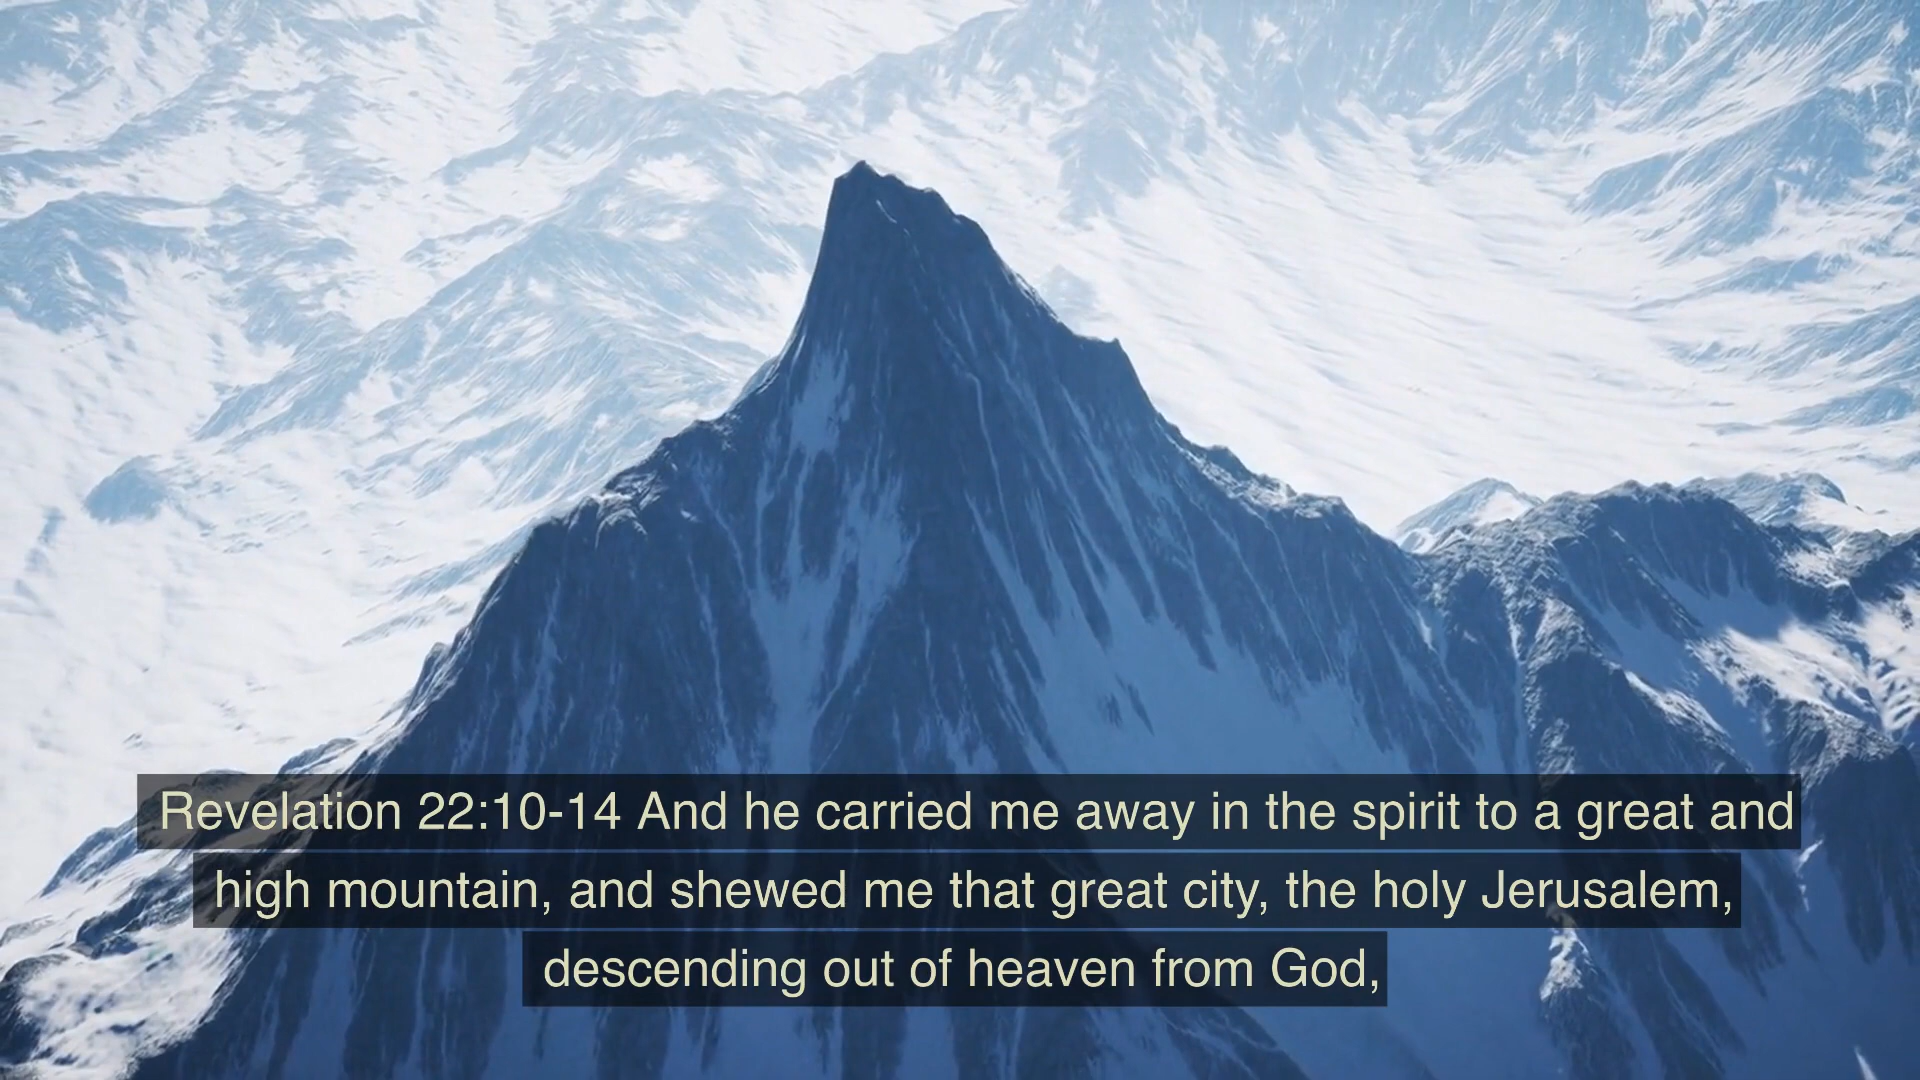 Revelation 22:10-14 And he carried me away in the spirit to a great and
high mountain, and shewed me that great city, the holy Jerusalem,
descending out of heaven from God,